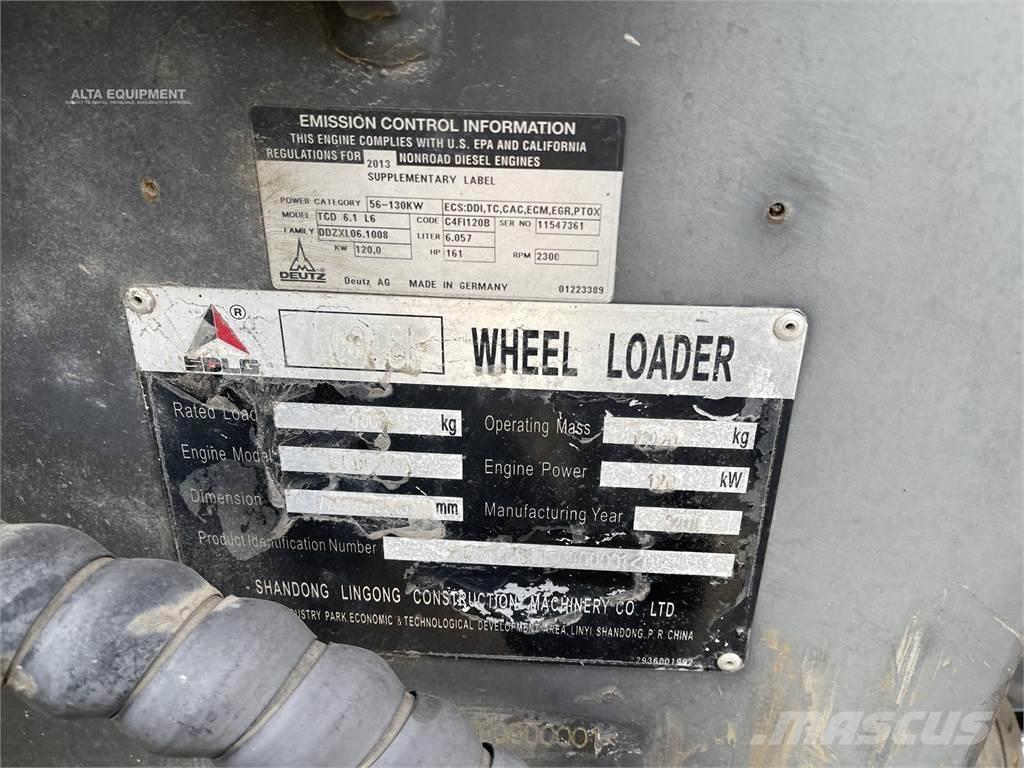 ALTA EQUIPMENT
EMISSION CONTROL INFORMATION
THIS ENGINE COMPLIES WITH U.S. EPA AND CALIFORNIA
REGULATIONS FOR 2013 NONROAD DIESEL ENGINES
SUPPLEMENTARY LABEL
POWER CATEGORY 56-130KW ECS:DDI,TC,CAC,ECM,EGR,PTOX
MODEL TCD 6.1 L6 CODE C4FI120B SER NO 11547361
FAMILY DDZXL06.1008 LITER 6.057
KW 120,0 HP 161 RPM 2300
DEUTZ Deutz AG MADE IN GERMANY 01223389
SDLG ® WHEEL LOADER
Rated Load kg Operating Mass kg
Engine Model Engine Power kW
Dimension mm Manufacturing Year
Product Identification Number
SHANDONG LINGONG CONSTRUCTION MACHINERY CO., LTD.
PARK ECONOMIC & TECHNOLOGICAL DEVELOPMENT AREA, LINYI SHANDONG, P. R. CHINA
2936001992
MASCUS